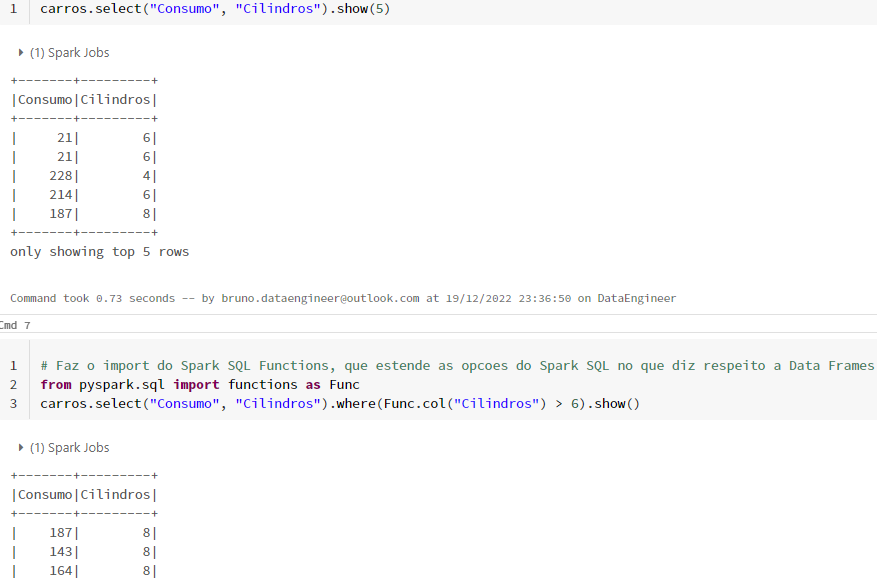 1 carros.select("Consumo", "Cilindros").show(5)
(1) Spark Jobs
+-------+---------+
|Consumo|Cilindros|
+-------+---------+
|     21|        6|
|     21|        6|
|    228|        4|
|    214|        6|
|    187|        8|
+-------+---------+
only showing top 5 rows
Command took 0.73 seconds -- by bruno.dataengineer@outlook.com at 19/12/2022 23:36:50 on DataEngineer
Cmd 7
1 # Faz o import do Spark SQL Functions, que estende as opcoes do Spark SQL no que diz respeito a Data Frames
2 from pyspark.sql import functions as Func
3 carros.select("Consumo", "Cilindros").where(Func.col("Cilindros") > 6).show()
(1) Spark Jobs
+-------+---------+
|Consumo|Cilindros|
+-------+---------+
|    187|        8|
|    143|        8|
|    164|        8|